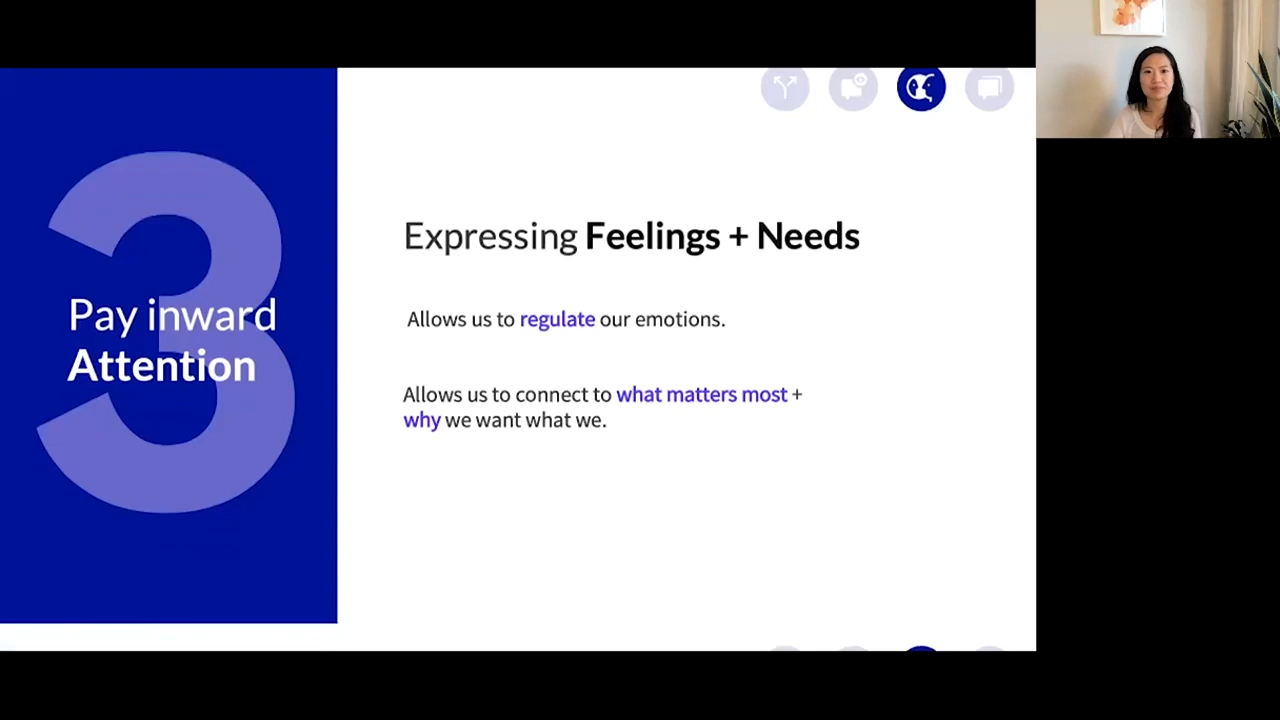 3
Pay inward
Attention
Expressing Feelings + Needs
Allows us to regulate our emotions.
Allows us to connect to what matters most +
why we want what we.